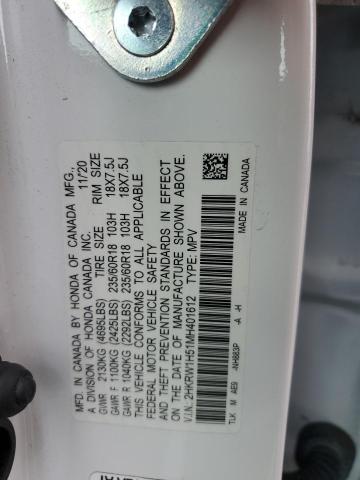 MFD. IN CANADA BY HONDA OF CANADA MFG., 11/20
A DIVISION OF HONDA CANADA INC.
GVWR 2130KG (4695LBS) TIRE SIZE RIM SIZE
GAWR F 1100KG (2425LBS) 235/60R18 103H 18X7.5J
GAWR R 1040KG (2292LBS) 235/60R18 103H 18X7.5J
THIS VEHICLE CONFORMS TO ALL APPLICABLE
FEDERAL MOTOR VEHICLE SAFETY
AND THEFT PREVENTION STANDARDS IN EFFECT
ON THE DATE OF MANUFACTURE SHOWN ABOVE.
V.I.N.: 2HKRW1H51MH401612 TYPE: MPV
TLK M AE9 -NH883P -A -H
MADE IN CANADA